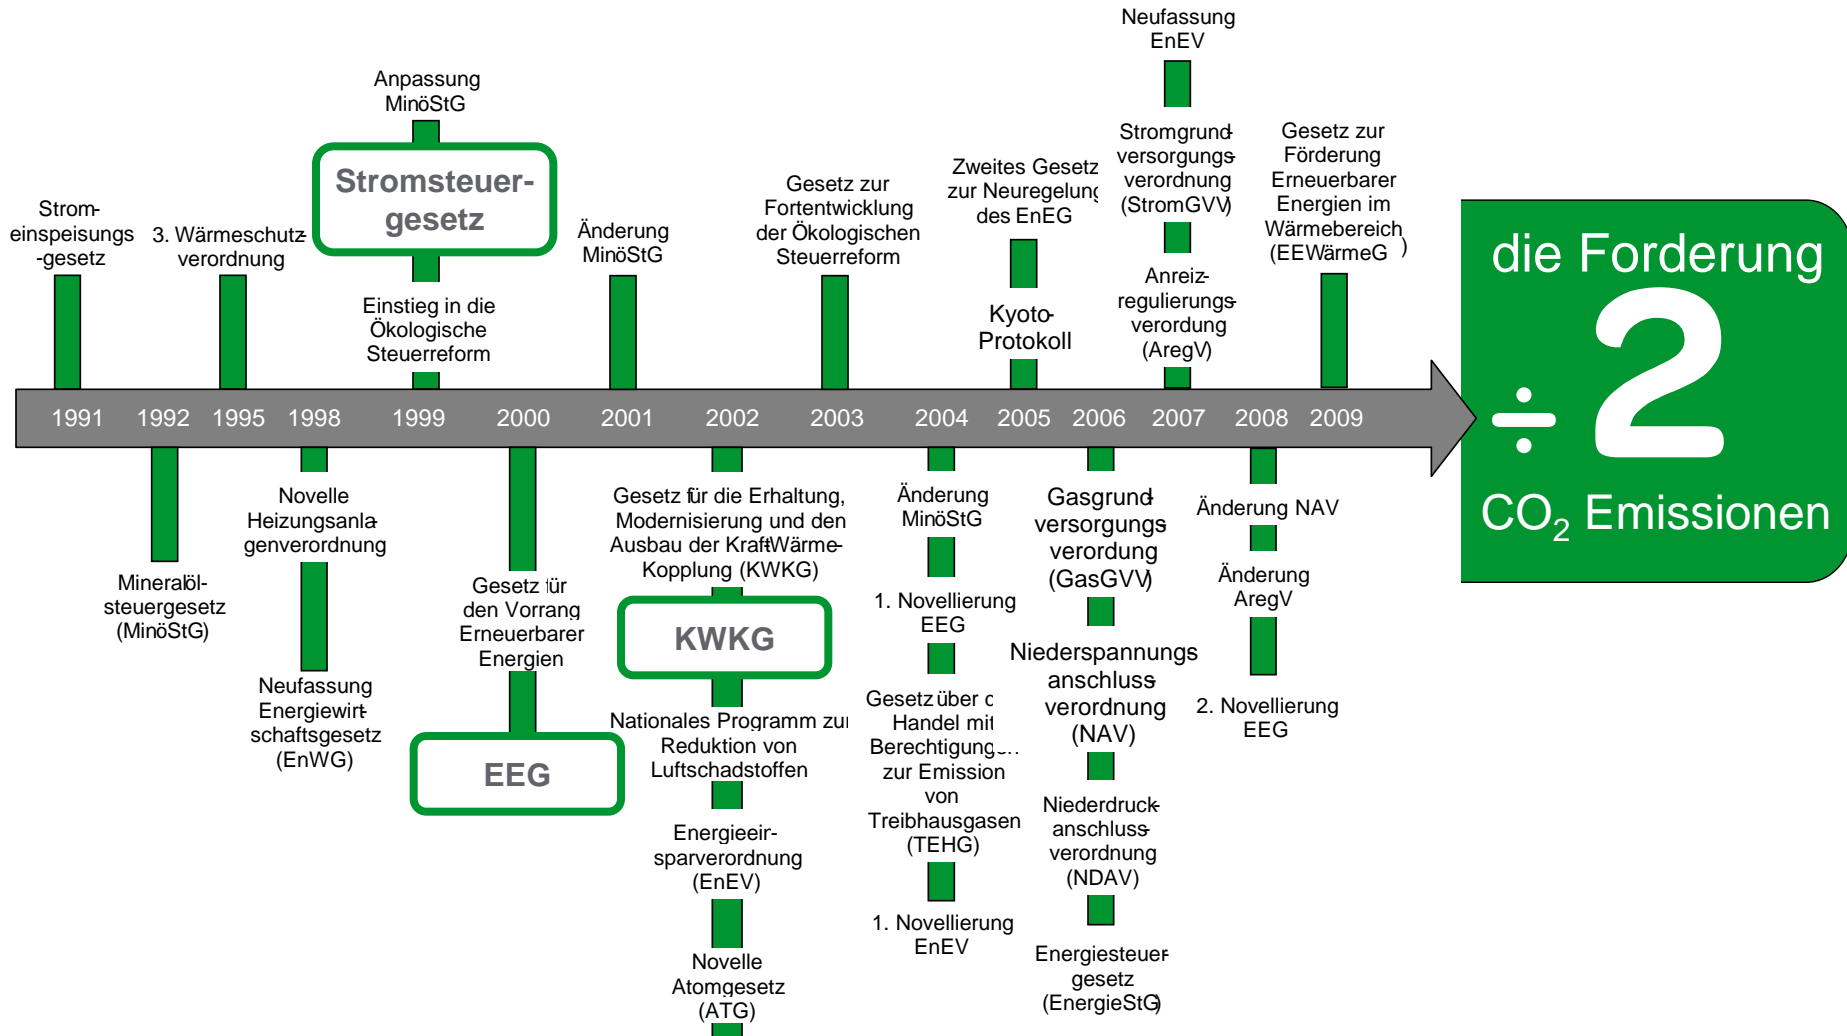 Neufassung
EnEV
Anpassung
MinöStG
Stromsteuer-
gesetz
Stromgrund-
versorgungs-
verordnung
(StromGVV)
Gesetz zur
Förderung
Erneuerbarer
Energien im
Wärmebereich
(EEWärmeG )
Zweites Gesetz
zur Neuregelung
des EnEG
Gesetz zur
Fortentwicklung
der Ökologischen
Steuerreform
Strom-
einspeisungs
-gesetz
3. Wärmeschutz-
verordnung
Änderung
MinöStG
Einstieg in die
Ökologische
Steuerreform
Kyoto-
Protokoll
Anreiz-
regulierungs-
verordung
(AregV)
1991 1992 1995 1998 1999 2000 2001 2002 2003 2004 2005 2006 2007 2008 2009
die Forderung
÷ 2
CO₂ Emissionen
Mineralöl-
steuergesetz
(MinöStG)
Novelle
Heizungsanla-
genverordnung
Neufassung
Energiewirt-
schaftsgesetz
(EnWG)
Gesetz für
den Vorrang
Erneuerbarer
Energien
EEG
Gesetz für die Erhaltung,
Modernisierung und den
Ausbau der Kraft-Wärme-
Kopplung (KWKG)
KWKG
Nationales Programm zur
Reduktion von
Luftschadstoffen
Energieeir-
sparverordnung
(EnEV)
Novelle
Atomgesetz
(ATG)
Änderung
MinöStG
1. Novellierung
EEG
Gesetz über
Handel mit
Berechtigungen
zur Emission
von
Treibhausgasen
(TEHG)
1. Novellierung
EnEV
Gasgrund-
versorgungs-
verordung
(GasGVV)
Niederspannungs-
anschluss-
verordnung
(NAV)
Niederdruck-
anschluss-
verordnung
(NDAV)
Energiesteuer-
gesetz
(EnergieStG)
Änderung NAV
Änderung
AregV
2. Novellierung
EEG